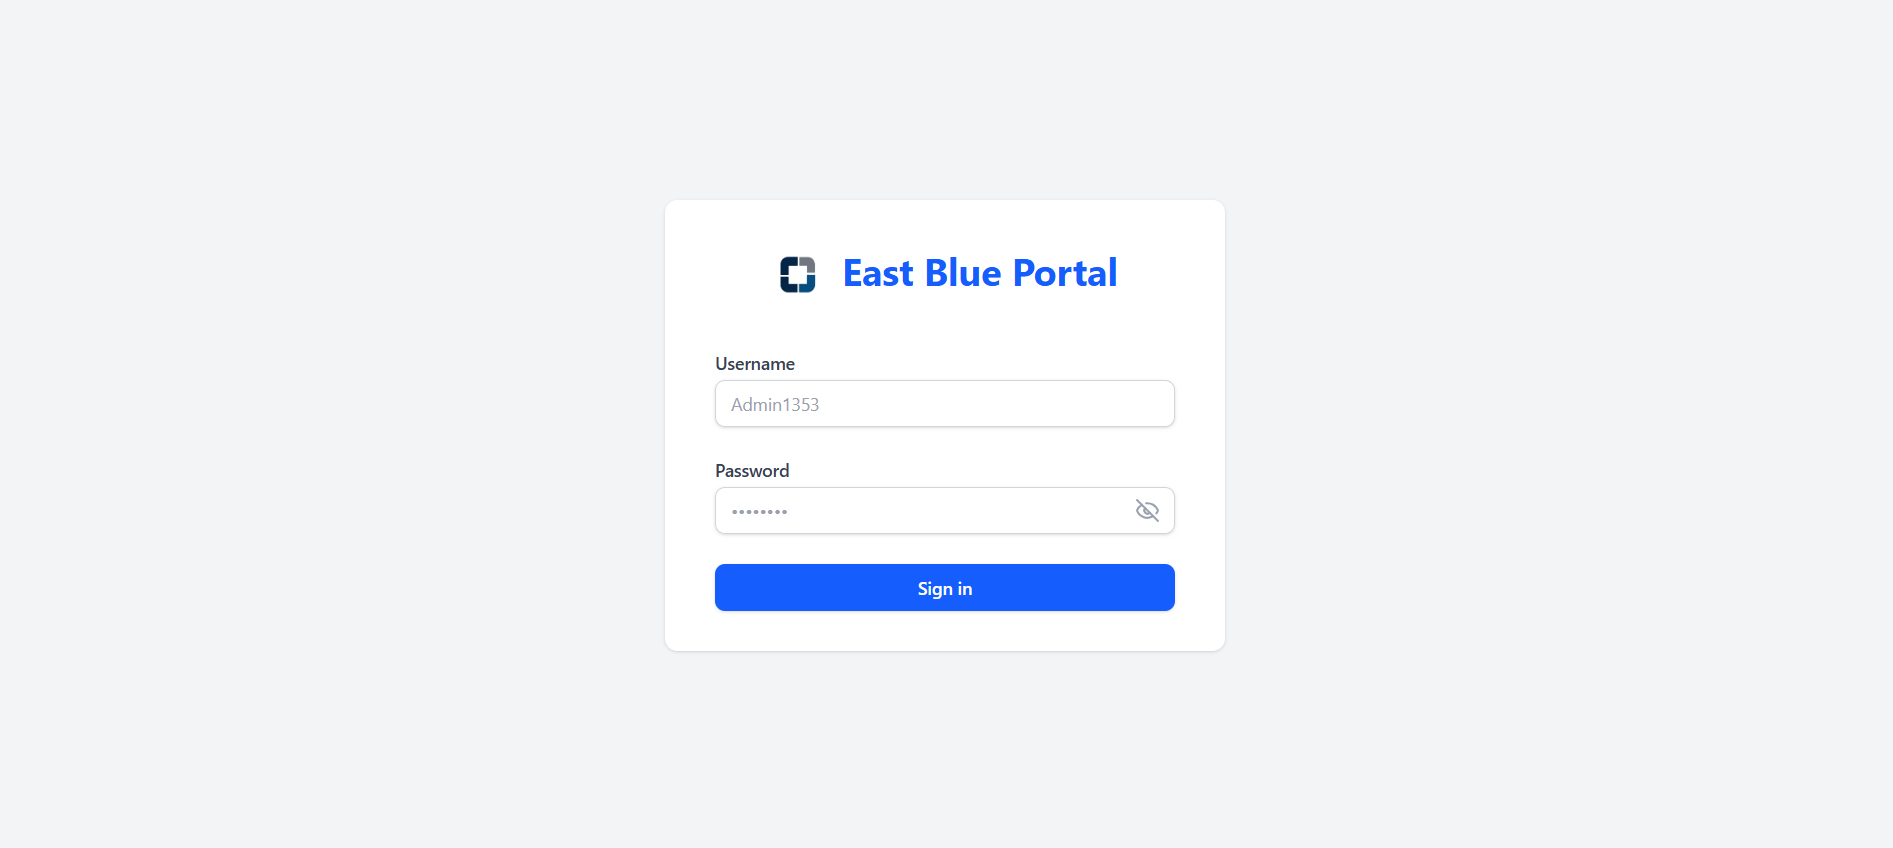 East Blue Portal
Username
Admin1353
Password
••••••••
Sign in